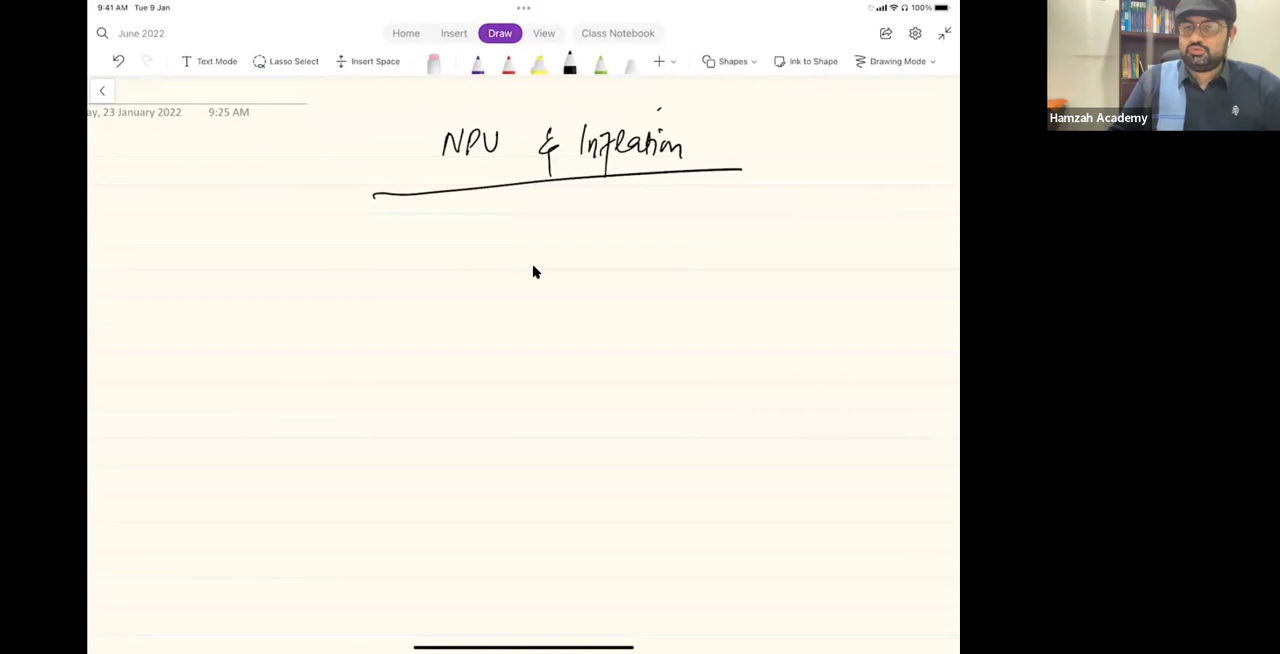 9:41 AM Tue 9 Jan
100%
June 2022
Home Insert Draw View Class Notebook
Text Mode Lasso Select Insert Space Shapes Ink to Shape Drawing Mode
ay, 23 January 2022 9:25 AM
NPV & Inflation
Hamzah Academy